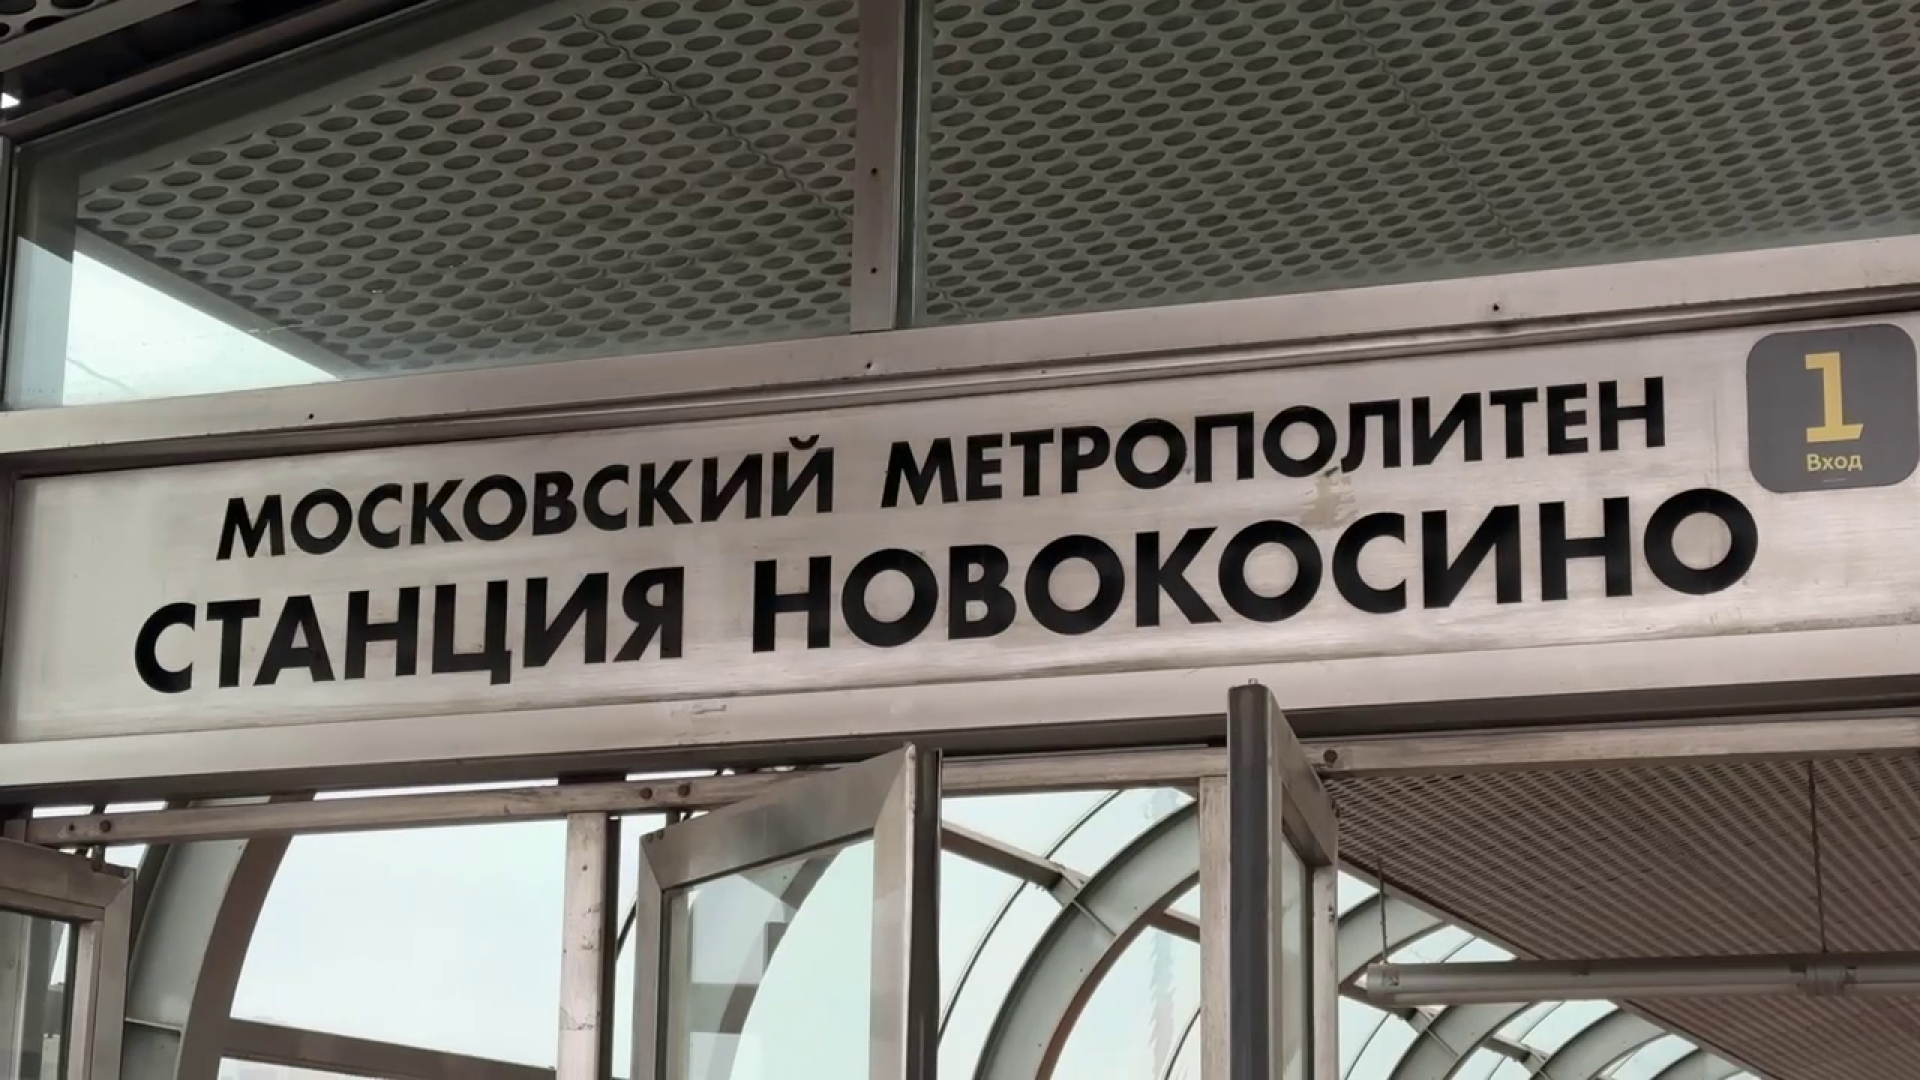 МОСКОВСКИЙ МЕТРОПОЛИТЕН
СТАНЦИЯ НОВОКОСИНО
1
Вход